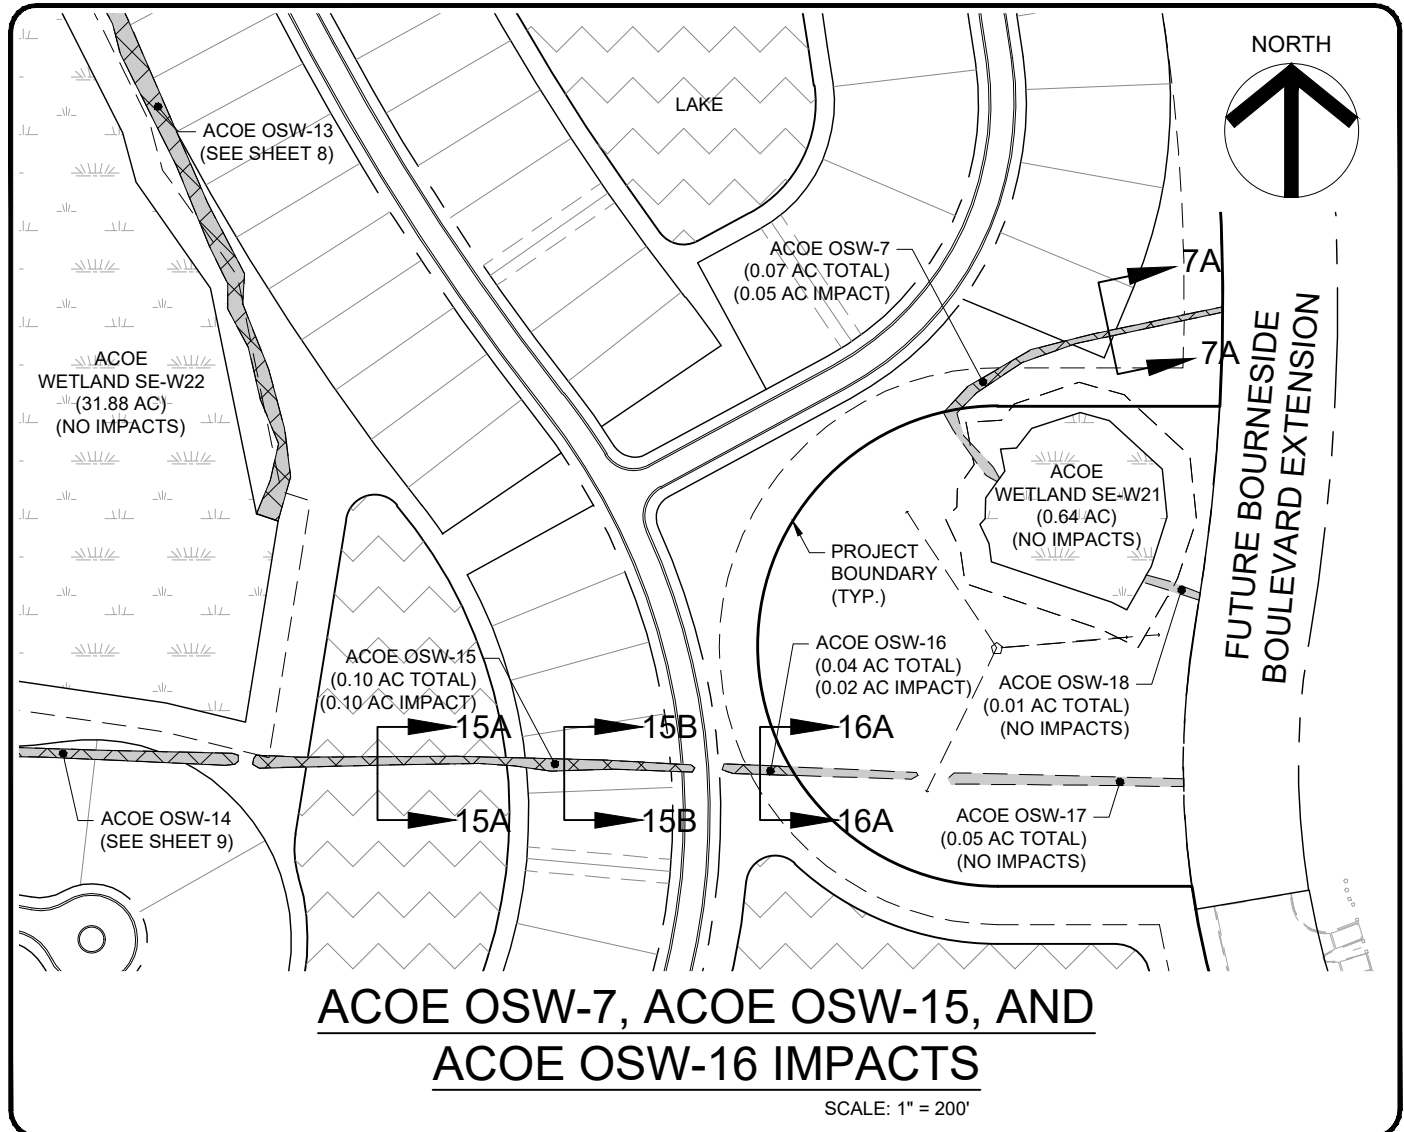 NORTH
LAKE
ACOE OSW-13
(SEE SHEET 8)
ACOE OSW-7
(0.07 AC TOTAL)
(0.05 AC IMPACT)
7A
7A
FUTURE BOURNESIDE
BOULEVARD EXTENSION
ACOE
WETLAND SE-W22
(31.88 AC)
(NO IMPACTS)
ACOE
WETLAND SE-W21
(0.64 AC)
(NO IMPACTS)
PROJECT
BOUNDARY
(TYP.)
ACOE OSW-15
(0.10 AC TOTAL)
(0.10 AC IMPACT)
ACOE OSW-16
(0.04 AC TOTAL)
(0.02 AC IMPACT)
ACOE OSW-18
(0.01 AC TOTAL)
(NO IMPACTS)
15A
15B
16A
15A
15B
16A
ACOE OSW-14
(SEE SHEET 9)
ACOE OSW-17
(0.05 AC TOTAL)
(NO IMPACTS)
ACOE OSW-7, ACOE OSW-15, AND
ACOE OSW-16 IMPACTS
SCALE: 1" = 200'